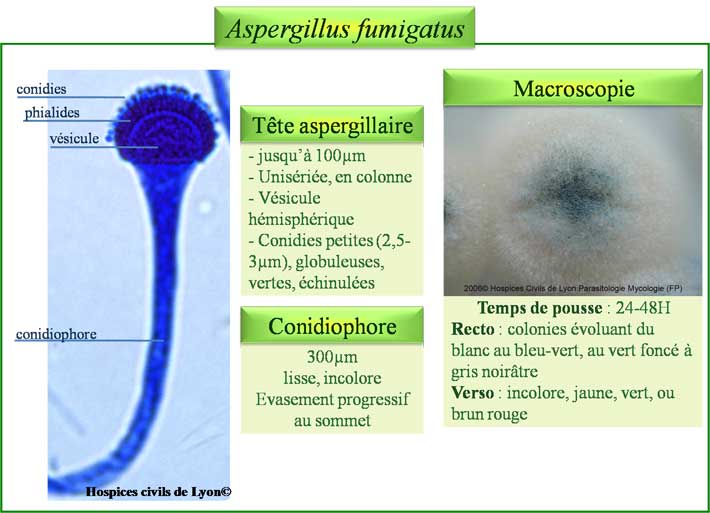 Aspergillus fumigatus
conidies
phialides
vésicule
conidiophore
Hospices civils de Lyon©
Tête aspergillaire
- jusqu'à 100µm
- Unisériée, en colonne
- Vésicule
hémisphérique
- Conidies petites (2,5-
3µm), globuleuses,
vertes, échinulées
Conidiophore
300µm
lisse, incolore
Evasement progressif
au sommet
Macroscopie
2006© Hospices Civils de Lyon Parasitologie Mycologie (FP)
Temps de pousse : 24-48H
Recto : colonies évoluant du
blanc au bleu-vert, au vert foncé à
gris noirâtre
Verso : incolore, jaune, vert, ou
brun rouge